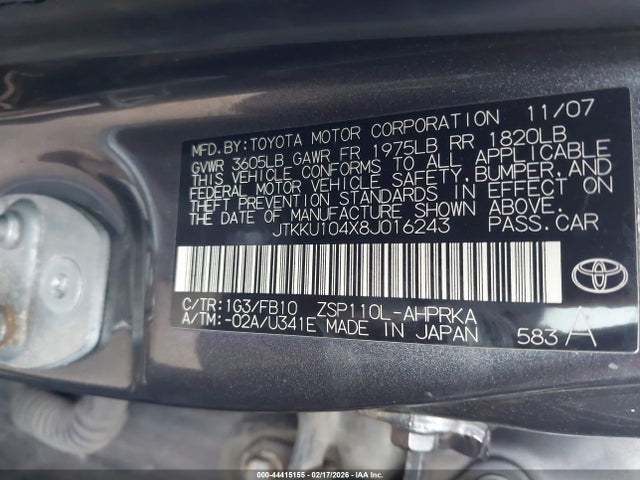 MFD.BY:TOYOTA MOTOR CORPORATION 11/07
GVWR 3605LB GAWR FR 1975LB RR 1820LB
THIS VEHICLE CONFORMS TO ALL APPLICABLE
FEDERAL MOTOR VEHICLE SAFETY,BUMPER,AND
THEFT PREVENTION STANDARDS IN EFFECT ON
THE DATE OF MANUFACTURE SHOWN ABOVE.
JTKKU104X8J016243 PASS.CAR
C/TR:1G3/FB10 ZSP110L-AHPRKA
A/TM:-02A/U341E MADE IN JAPAN 583 A
000-44415155 - 02/17/2026 - IAA Inc.